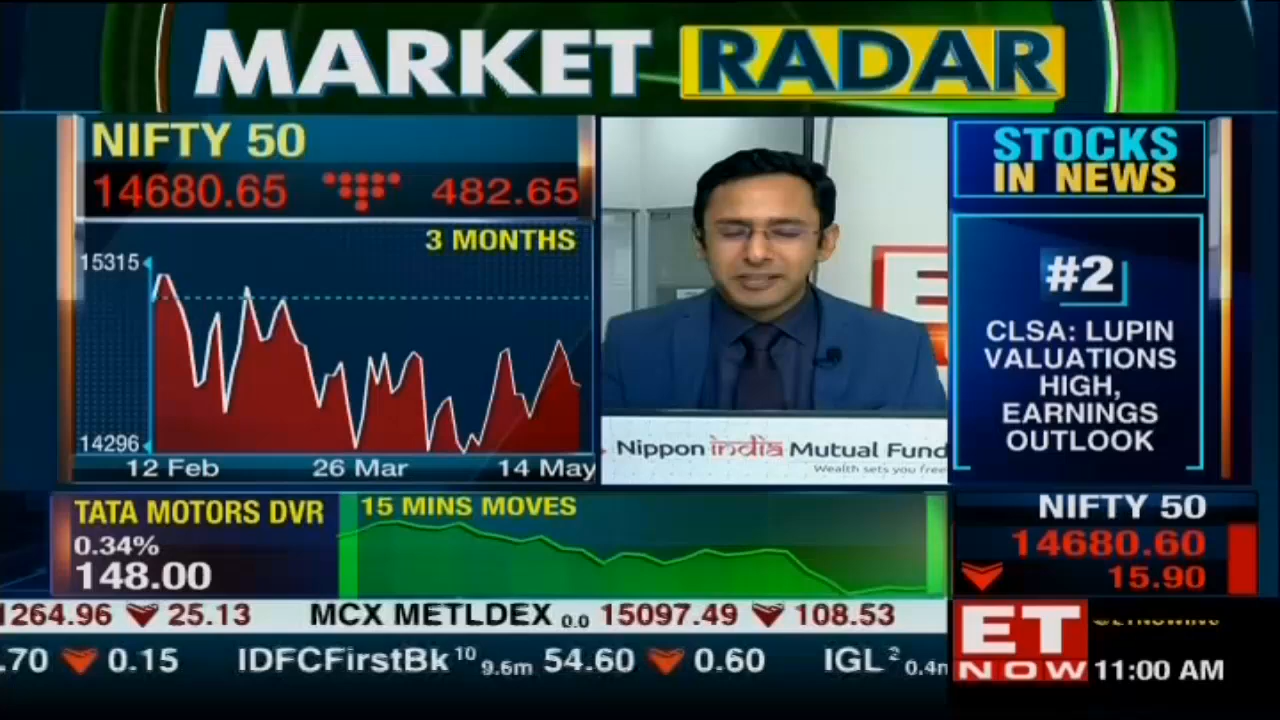 MARKET RADAR
NIFTY 50
14680.65 482.65
3 MONTHS
15315
14296
12 Feb 26 Mar 14 May
Nippon india Mutual Fund
Wealth sets you free
STOCKS
IN NEWS
#2
CLSA: LUPIN
VALUATIONS
HIGH,
EARNINGS
OUTLOOK
TATA MOTORS DVR
0.34%
148.00
15 MINS MOVES
NIFTY 50
14680.60
15.90
1264.96 25.13 MCX METLDEX 0.0 15097.49 108.53
.70 0.15 IDFCFirstBk 10 9.6m 54.60 0.60 IGL 2 0.4m
ET
NOW
11:00 AM